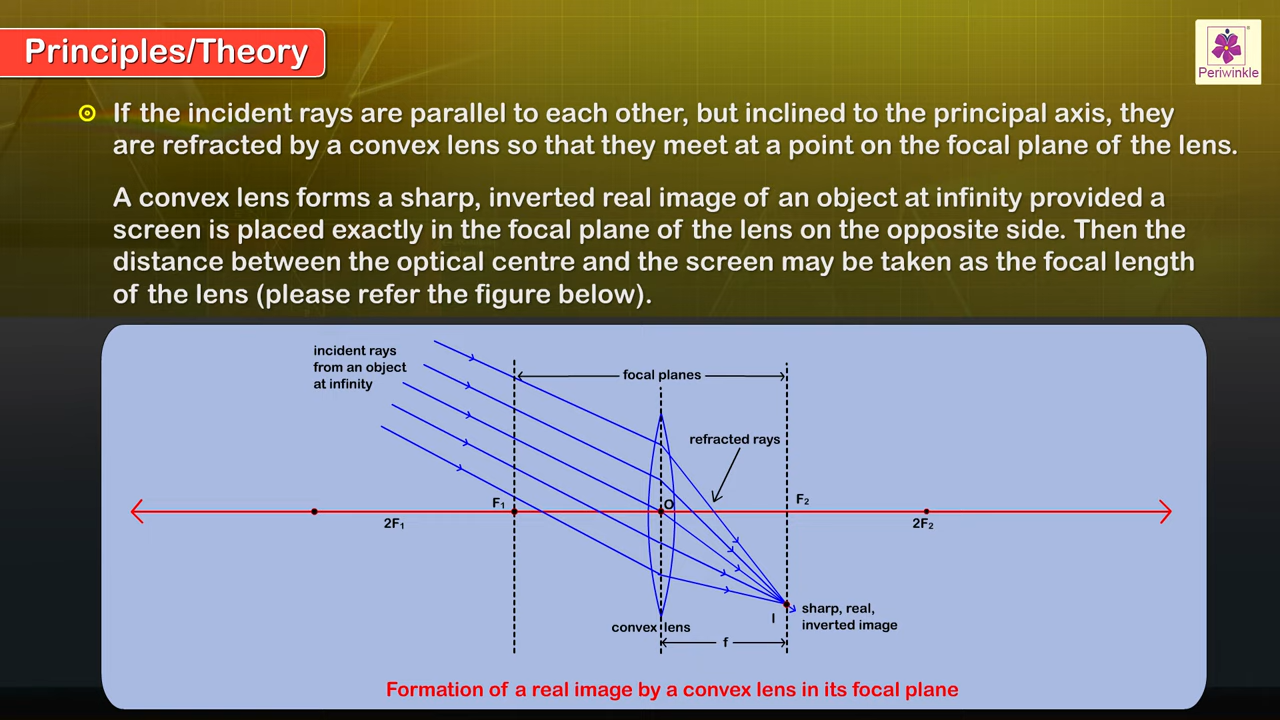 Principles/Theory
Periwinkle
If the incident rays are parallel to each other, but inclined to the principal axis, they
are refracted by a convex lens so that they meet at a point on the focal plane of the lens.
A convex lens forms a sharp, inverted real image of an object at infinity provided a
screen is placed exactly in the focal plane of the lens on the opposite side. Then the
distance between the optical centre and the screen may be taken as the focal length
of the lens (please refer the figure below).
incident rays
from an object
at infinity
focal planes
refracted rays
F₁
O
F₂
2F₁
2F₂
sharp, real,
inverted image
I
convex lens
f
Formation of a real image by a convex lens in its focal plane